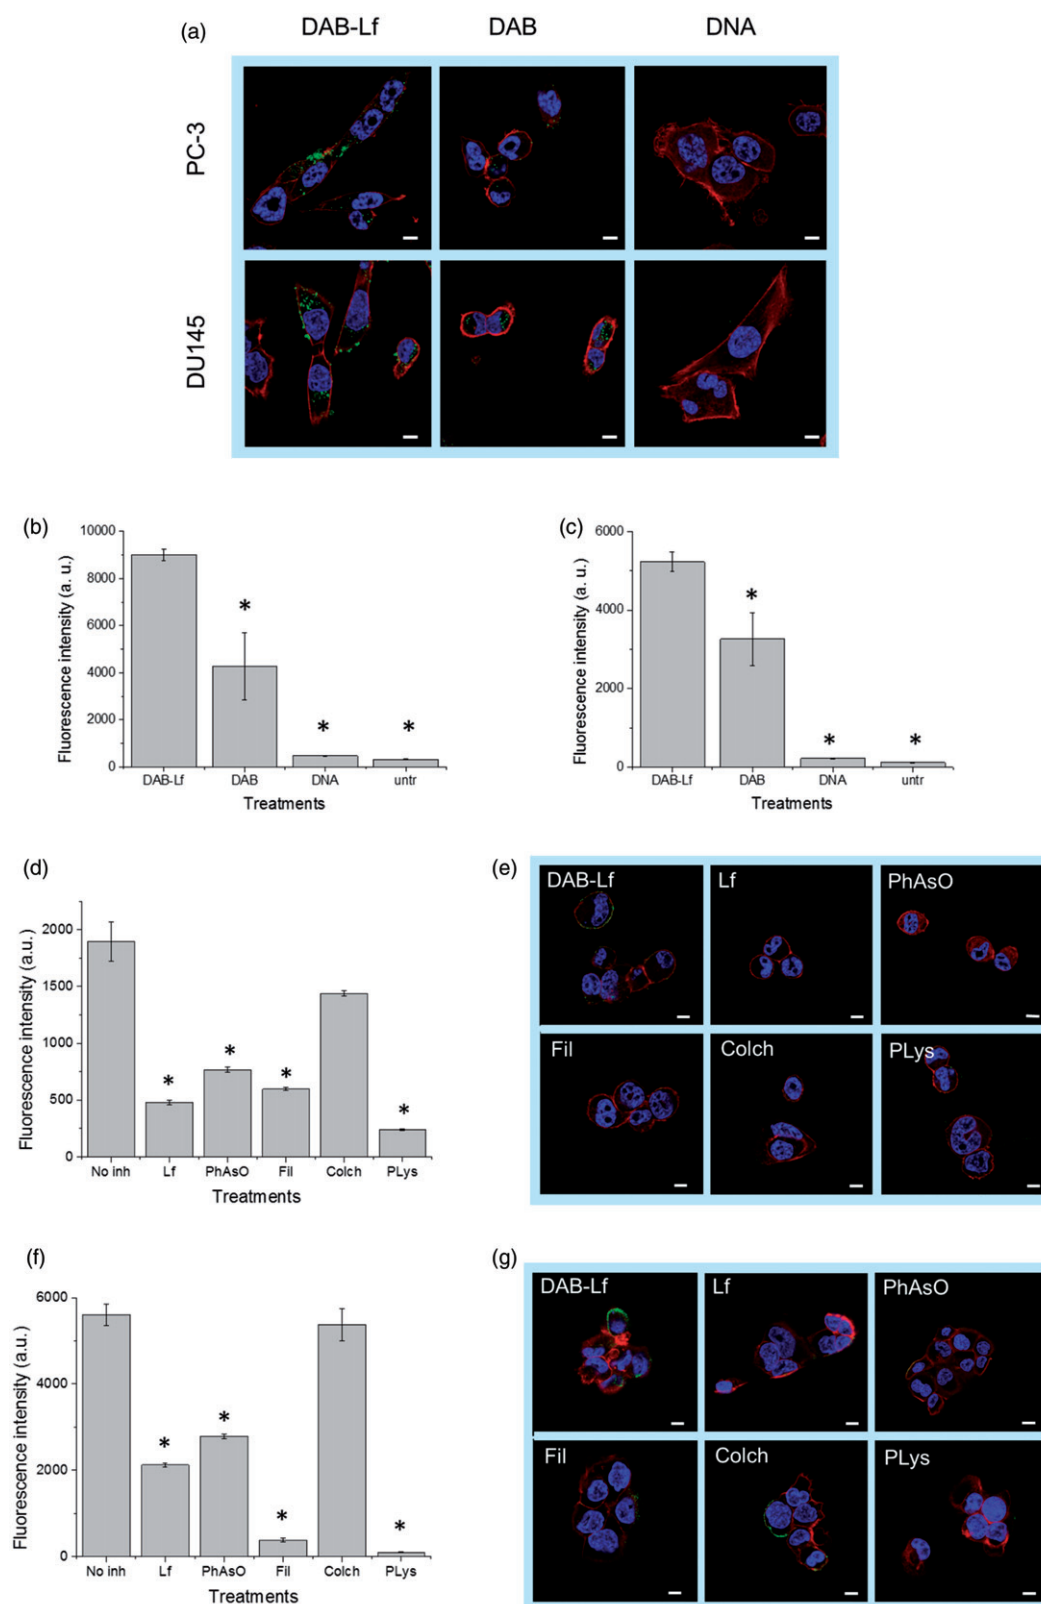 (a)
DAB-Lf DAB DNA
PC-3
DU145
(b)
Fluorescence intensity (a. u.)
10000
8000
6000
4000
2000
0
* * *
DAB-Lf DAB DNA untr
Treatments
(c)
Fluorescence intensity (a. u.)
6000
4000
2000
0
* * *
DAB-Lf DAB DNA untr
Treatments
(d)
Fluorescence intensity (a.u.)
2000
1500
1000
500
0
* * * *
No inh Lf PhAsO Fil Colch PLys
Treatments
(e)
DAB-Lf Lf PhAsO
Fil Colch PLys
(f)
Fluorescence intensity (a.u.)
6000
4000
2000
0
* * * *
No inh Lf PhAsO Fil Colch PLys
Treatments
(g)
DAB-Lf Lf PhAsO
Fil Colch PLys